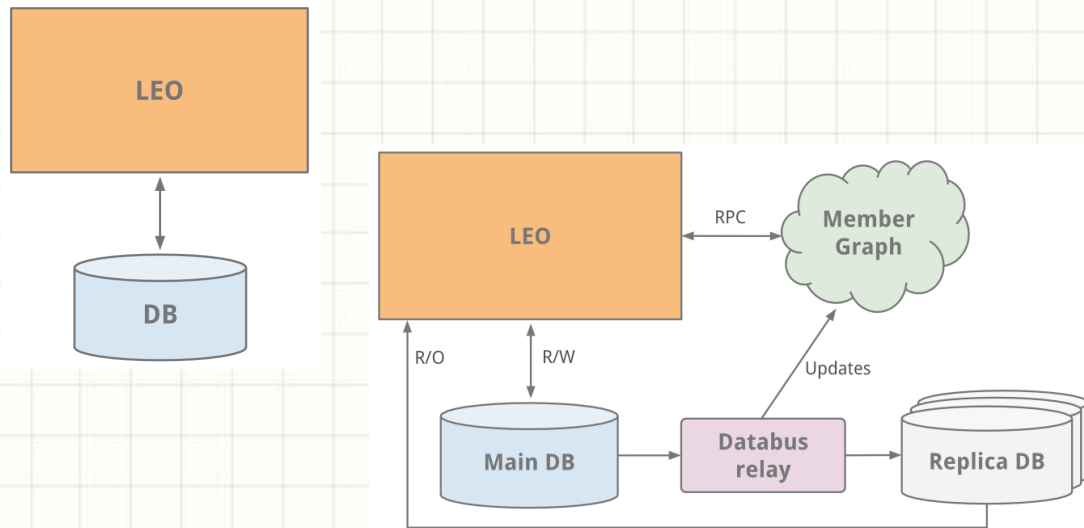 LEO
DB
LEO
RPC
Member
Graph
R/O
R/W
Updates
Main DB
Databus
relay
Replica DB